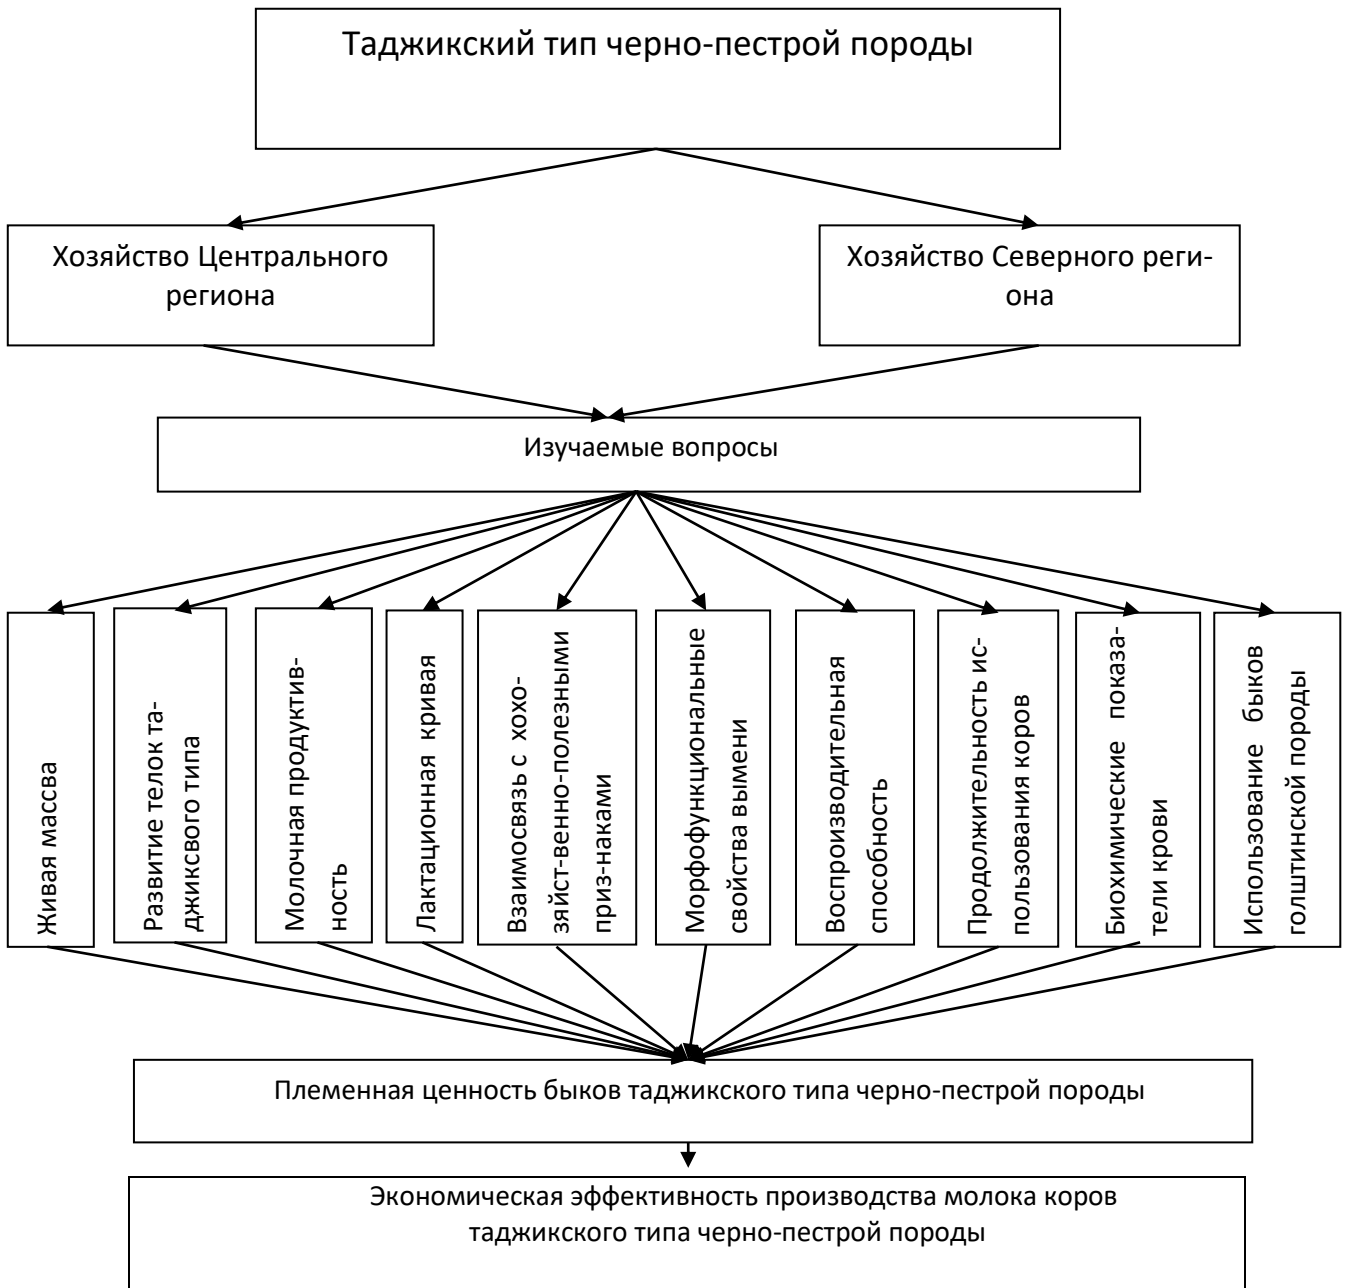 Таджикский тип черно-пестрой породы
Хозяйство Центрального
региона
Хозяйство Северного реги-
она
Изучаемые вопросы
Живая массва
Развитие телок та-
джиксвого типа
Молочная продуктив-
ность
Лактационная кривая
Взаимосвязь с хохо-
зяйст-венно-полезными
приз-наками
Морфофункциональные
свойства вымени
Воспроизводительная
способность
Продолжительность ис-
пользования коров
Биохимические показа-
тели крови
Использование быков
голштинской породы
Племенная ценность быков таджикского типа черно-пестрой породы
Экономическая эффективность производства молока коров
таджикского типа черно-пестрой породы